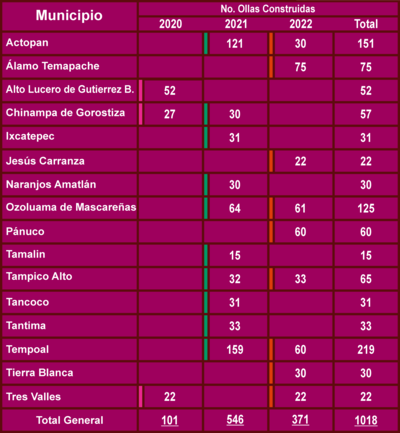 Municipio
No. Ollas Construidas
2020 2021 2022 Total
Actopan 121 30 151
Álamo Temapache 75 75
Alto Lucero de Gutierrez B. 52 52
Chinampa de Gorostiza 27 30 57
Ixcatepec 31 31
Jesús Carranza 22 22
Naranjos Amatlán 30 30
Ozoluama de Mascareñas 64 61 125
Pánuco 60 60
Tamalin 15 15
Tampico Alto 32 33 65
Tancoco 31 31
Tantima 33 33
Tempoal 159 60 219
Tierra Blanca 30 30
Tres Valles 22 22 22
Total General 101 546 371 1018